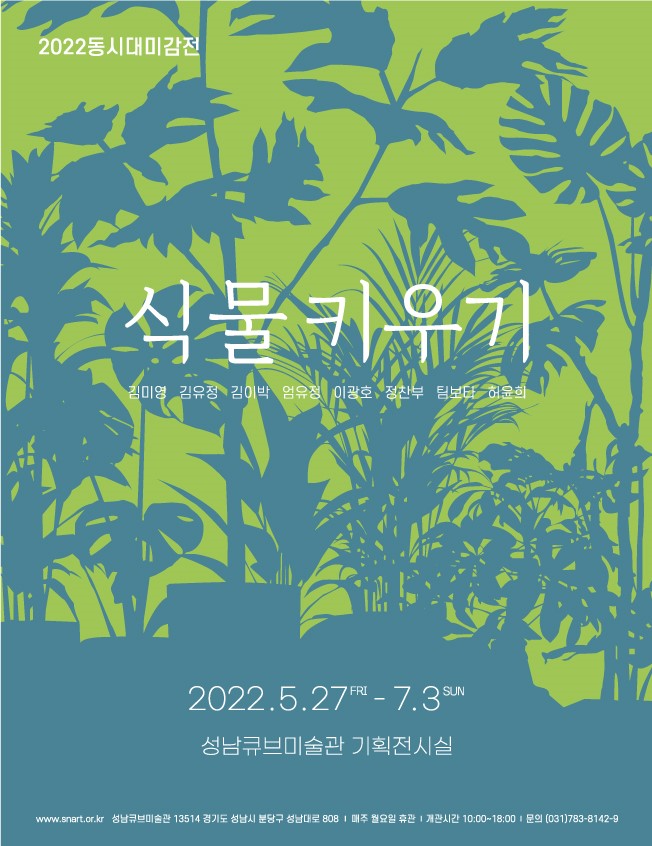 2022동시대미감전
식물 키우기
김미영 김유정 김이박 엄유정 이광호 정찬부 팀보타 허윤희
2022.5.27 FRI - 7.3 SUN
성남큐브미술관 기획전시실
www.snart.or.kr 성남큐브미술관 13514 경기도 성남시 분당구 성남대로 808 ı 매주 월요일 휴관 ı 개관시간 10:00~18:00 ı 문의 (031)783-8142~9